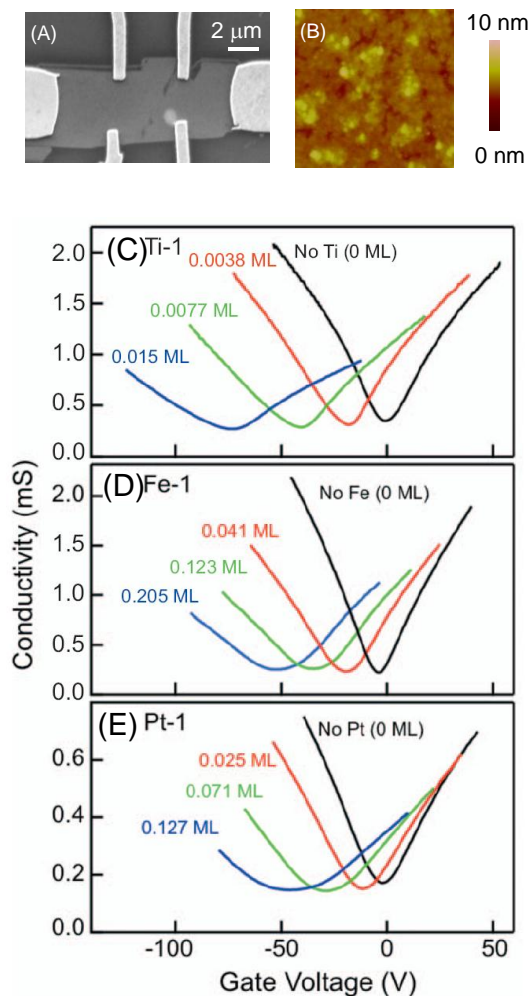 (A)
2 μm
(B)
10 nm
0 nm
(C) Ti-1
No Ti (0 ML)
0.0038 ML
0.0077 ML
0.015 ML
2.0
1.5
1.0
0.5
0.0
(D) Fe-1
No Fe (0 ML)
0.041 ML
0.123 ML
0.205 ML
2.0
1.5
1.0
0.5
0.0
Conductivity (mS)
(E) Pt-1
No Pt (0 ML)
0.025 ML
0.071 ML
0.127 ML
0.6
0.4
0.2
0.0
-100 -50 0 50
Gate Voltage (V)